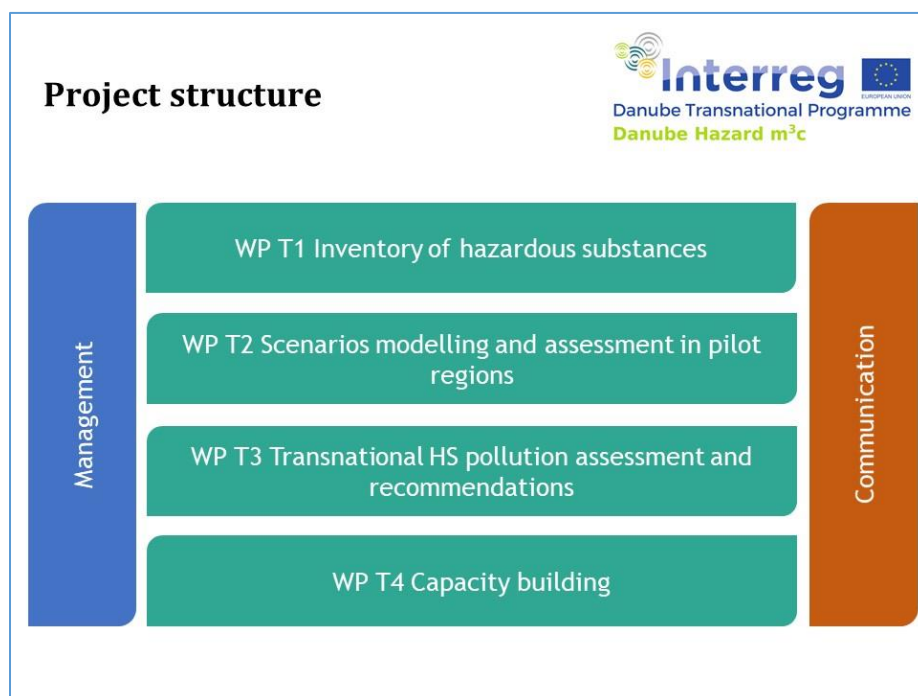 Project structure
Interreg
EUROPEAN UNION
Danube Transnational Programme
Danube Hazard m³c
Management
WP T1 Inventory of hazardous substances
WP T2 Scenarios modelling and assessment in pilot
regions
WP T3 Transnational HS pollution assessment and
recommendations
WP T4 Capacity building
Communication